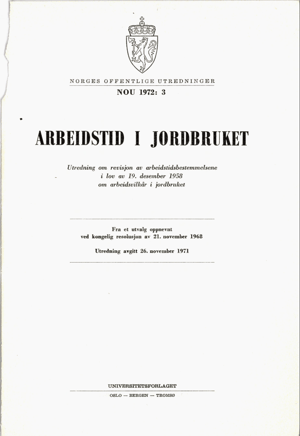 NORGES OFFENTLIGE UTREDNINGER
NOU 1972: 3
ARBEIDSTID I JORDBRUKET
Utredning om revisjon av arbeidstidsbestemmelsene
i lov av 19. desember 1958
om arbeidsvilkår i jordbruket
Fra et utvalg oppnevnt
ved kongelig resolusjon av 21. november 1968
Utredning avgitt 26. november 1971
UNIVERSITETSFORLAGET
OSLO — BERGEN — TROMSØ